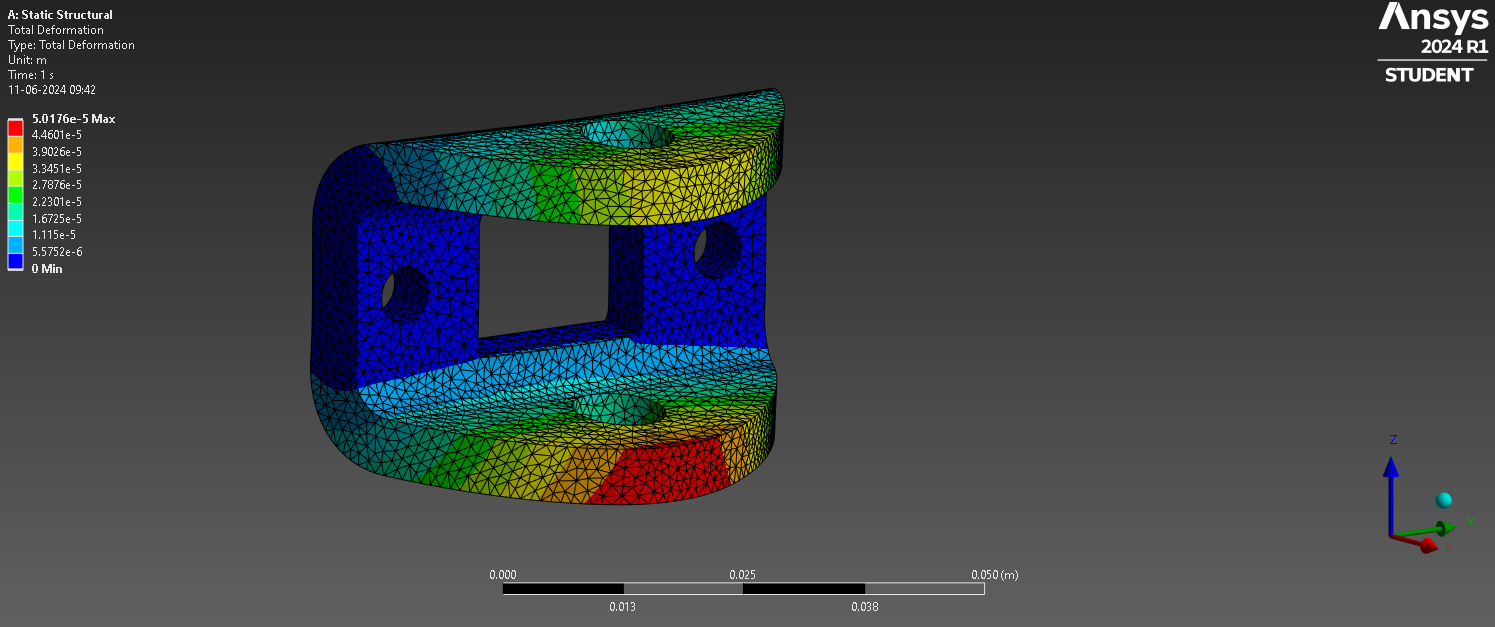 A: Static Structural
Total Deformation
Type: Total Deformation
Unit: m
Time: 1 s
11-06-2024 09:42
5.0176e-5 Max
4.4601e-5
3.9026e-5
3.3451e-5
2.7876e-5
2.2301e-5
1.6725e-5
1.115e-5
5.5752e-6
0 Min
Ansys
2024 R1
STUDENT
Z
Y
X
0.000 0.025 0.050 (m)
0.013 0.038